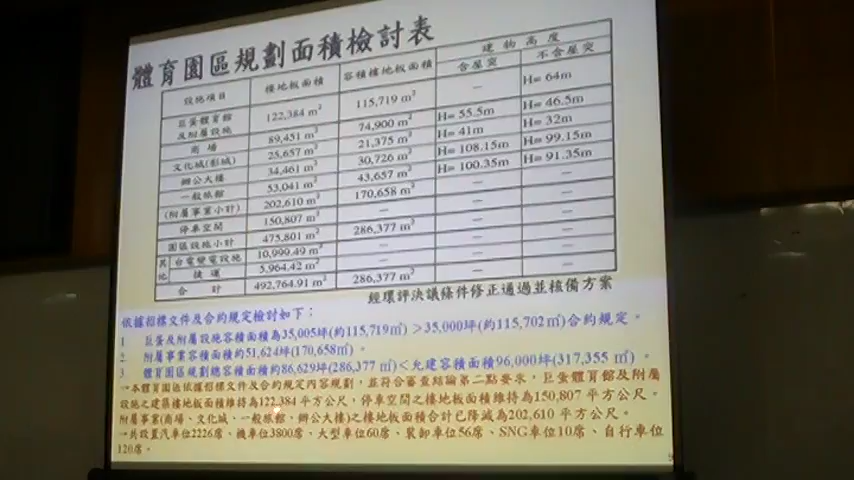 體育園區規劃面積檢討表
設施項目 樓地板面積 容積樓地板面積 建物高度
含屋突 不含屋突
巨蛋體育館及附屬設施 122,384 m² 115,719 m² — H= 64m
商場 89,451 m² 74,900 m² H= 55.5m H= 46.5m
文化城(影城) 25,657 m² 21,375 m² H= 41m H= 32m
辦公大樓 34,461 m² 30,726 m² H= 108.15m H= 99.15m
一般旅館 53,041 m² 43,657 m² H= 100.35m H= 91.35m
(附屬事業小計) 202,610 m² 170,658 m² — —
停車空間 150,807 m² — — —
園區設施小計 475,801 m² 286,377 m² — —
其他 台電變電設施 10,999.49 m² — — —
捷運 5,964.42 m² — — —
合計 492,764.91 m² 286,377 m² — —
經環評決議條件修正通過並核備方案
依據招標文件及合約規定檢討如下：
1 巨蛋及附屬設施容積面積為35,005坪(約115,719㎡)＞35,000坪(約115,702㎡)合約規定。
2. 附屬事業容積面積約51,624坪(170,658㎡)。
3. 體育園區規劃總容積面積約86,629坪(286,377 ㎡)＜允建容積面積96,000坪(317,355 ㎡)。
一本體育園區依據招標文件及合約規定內容規劃，並符合審查結論第二點要求，巨蛋體育館及附屬
設施之建築樓地板面積維持為122,384 平方公尺，停車空間之樓地板面積維持為150,807 平方公尺。
附屬事業(商場、文化城、一般旅館、辦公大樓)之樓地板面積合計已降減為202,610 平方公尺。
一共設置汽車位2226席、機車位3800席、大型車位60席、裝卸車位56席、SNG車位10席、自行車位
120席。